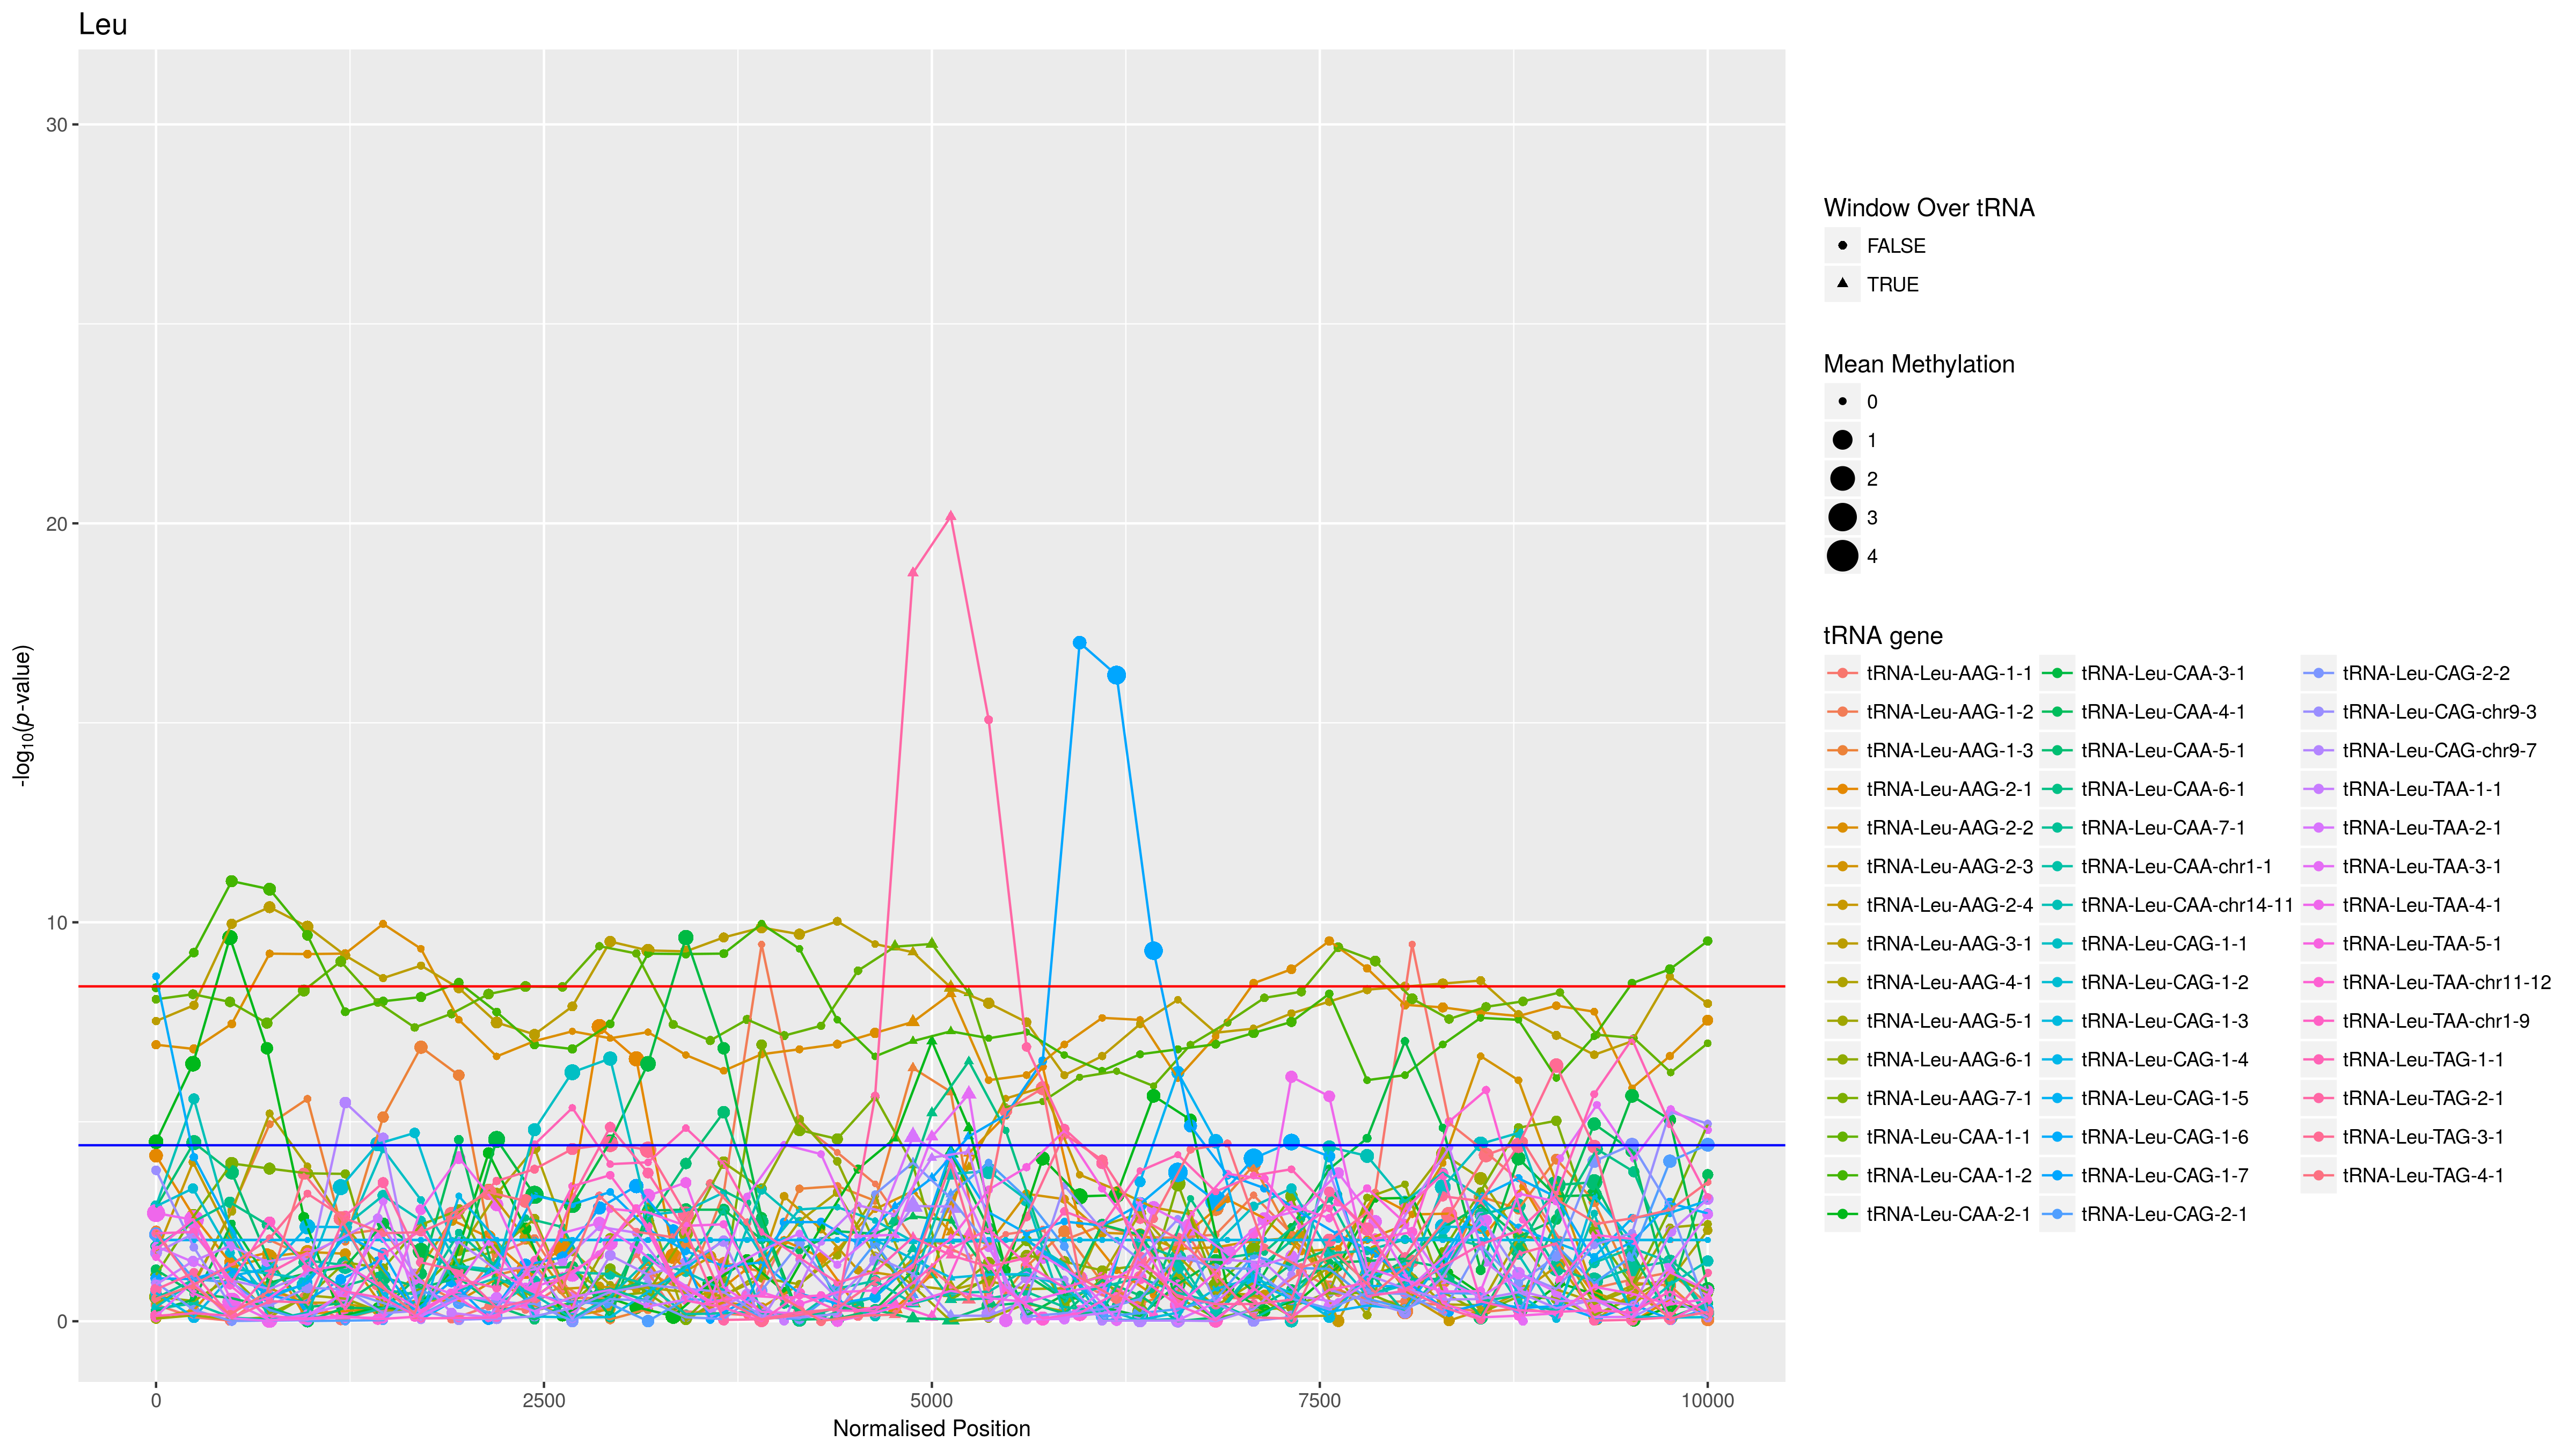 Leu
30
20
10
0
-log10(p-value)
0
2500
5000
7500
10000
Normalised Position
Window Over tRNA
FALSE
TRUE
Mean Methylation
0
1
2
3
4
tRNA gene
tRNA-Leu-AAG-1-1
tRNA-Leu-AAG-1-2
tRNA-Leu-AAG-1-3
tRNA-Leu-AAG-2-1
tRNA-Leu-AAG-2-2
tRNA-Leu-AAG-2-3
tRNA-Leu-AAG-2-4
tRNA-Leu-AAG-3-1
tRNA-Leu-AAG-4-1
tRNA-Leu-AAG-5-1
tRNA-Leu-AAG-6-1
tRNA-Leu-AAG-7-1
tRNA-Leu-CAA-1-1
tRNA-Leu-CAA-1-2
tRNA-Leu-CAA-2-1
tRNA-Leu-CAA-3-1
tRNA-Leu-CAA-4-1
tRNA-Leu-CAA-5-1
tRNA-Leu-CAA-6-1
tRNA-Leu-CAA-7-1
tRNA-Leu-CAA-chr1-1
tRNA-Leu-CAA-chr14-11
tRNA-Leu-CAG-1-1
tRNA-Leu-CAG-1-2
tRNA-Leu-CAG-1-3
tRNA-Leu-CAG-1-4
tRNA-Leu-CAG-1-5
tRNA-Leu-CAG-1-6
tRNA-Leu-CAG-1-7
tRNA-Leu-CAG-2-1
tRNA-Leu-CAG-2-2
tRNA-Leu-CAG-chr9-3
tRNA-Leu-CAG-chr9-7
tRNA-Leu-TAA-1-1
tRNA-Leu-TAA-2-1
tRNA-Leu-TAA-3-1
tRNA-Leu-TAA-4-1
tRNA-Leu-TAA-5-1
tRNA-Leu-TAA-chr11-12
tRNA-Leu-TAA-chr1-9
tRNA-Leu-TAG-1-1
tRNA-Leu-TAG-2-1
tRNA-Leu-TAG-3-1
tRNA-Leu-TAG-4-1